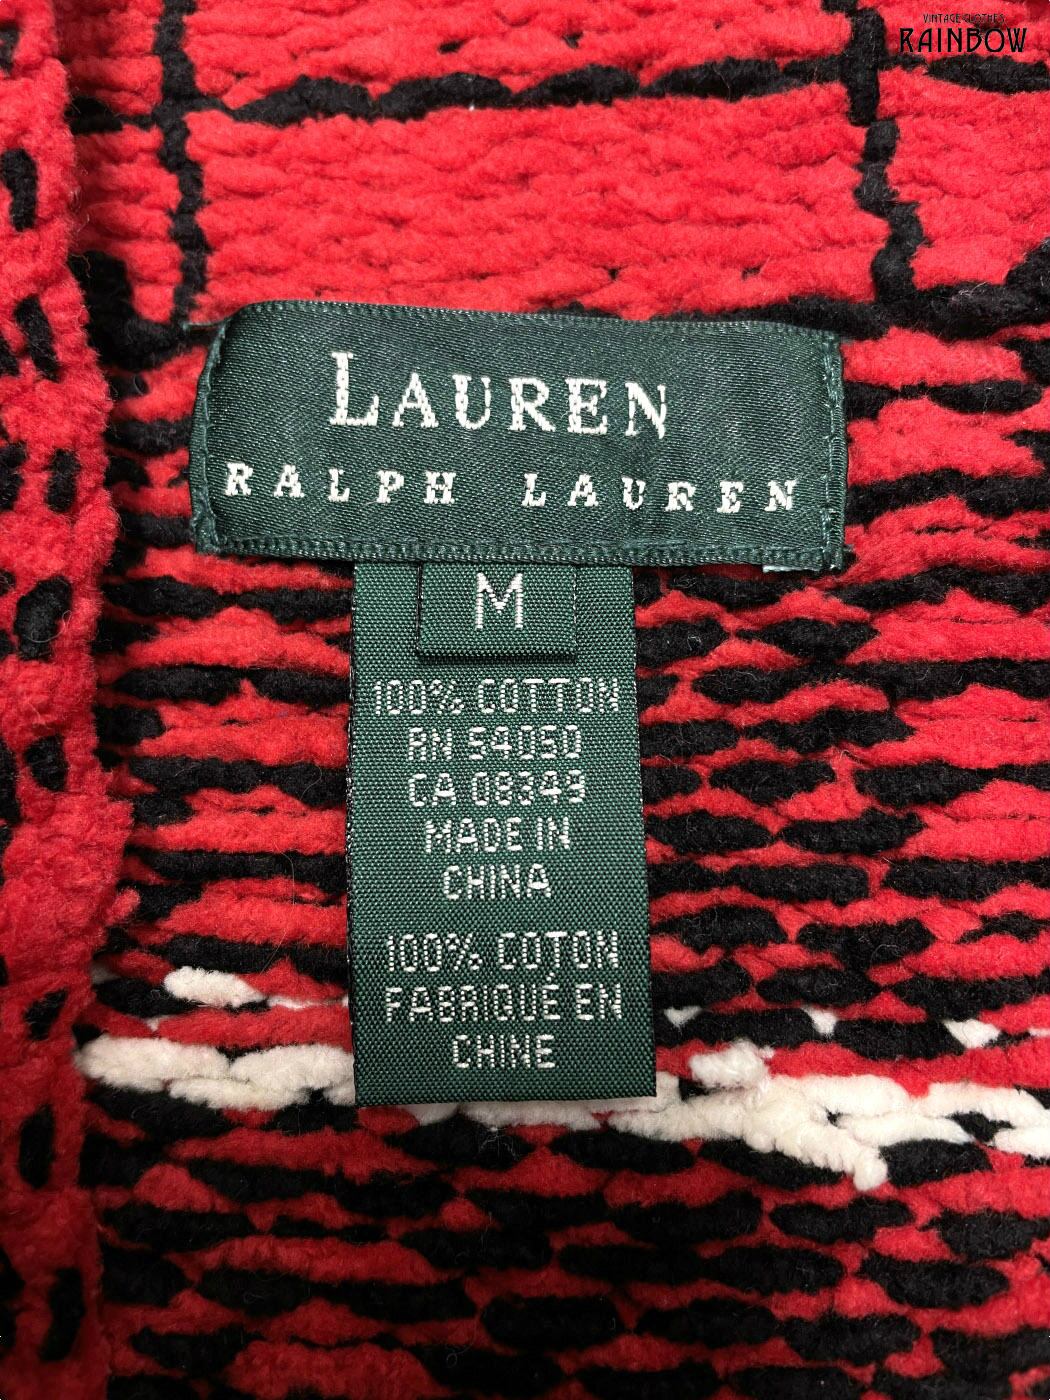 VINTAGE CLOTHES
RAINBOW
LAUREN
RALPH LAUREN
M
100% COTTON
RN 54050
CA 08349
MADE IN
CHINA
100% COTON
FABRIQUÉ EN
CHINE